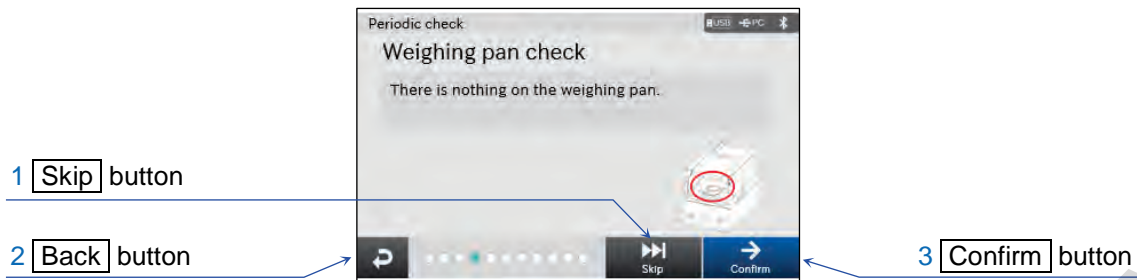 Periodic check
USB PC
Weighing pan check
There is nothing on the weighing pan.
1 Skip button
2 Back button
Skip
Confirm
3 Confirm button